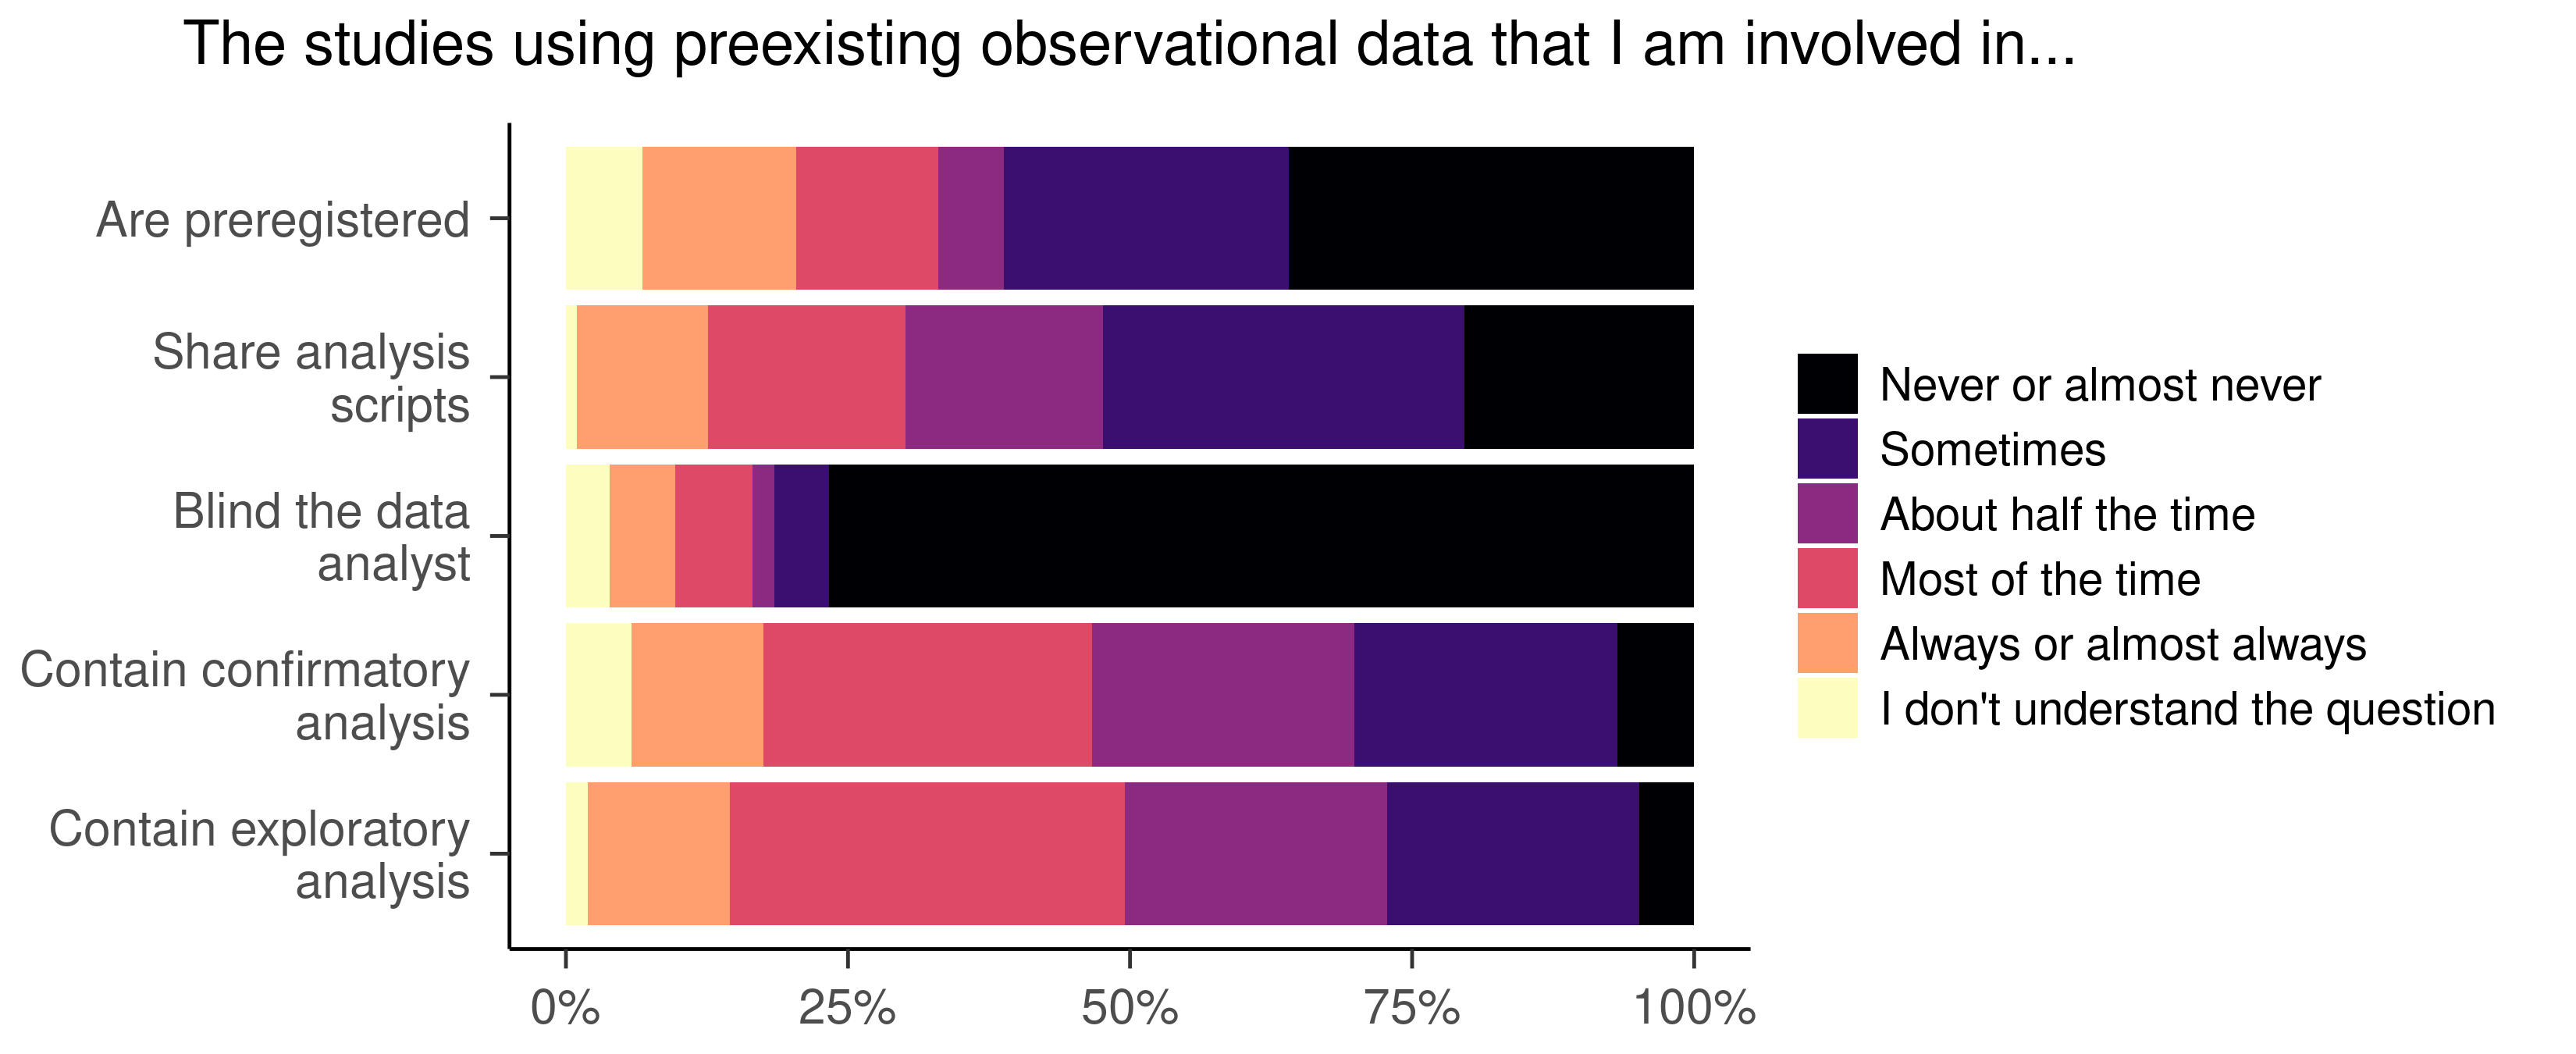 The studies using preexisting observational data that I am involved in...
Are preregistered
Share analysis
scripts
Blind the data
analyst
Contain confirmatory
analysis
Contain exploratory
analysis
0%
25%
50%
75%
100%
Never or almost never
Sometimes
About half the time
Most of the time
Always or almost always
I don't understand the question